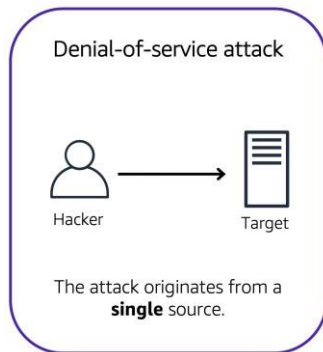 Denial-of-service attack
Hacker
Target
The attack originates from a
single source.